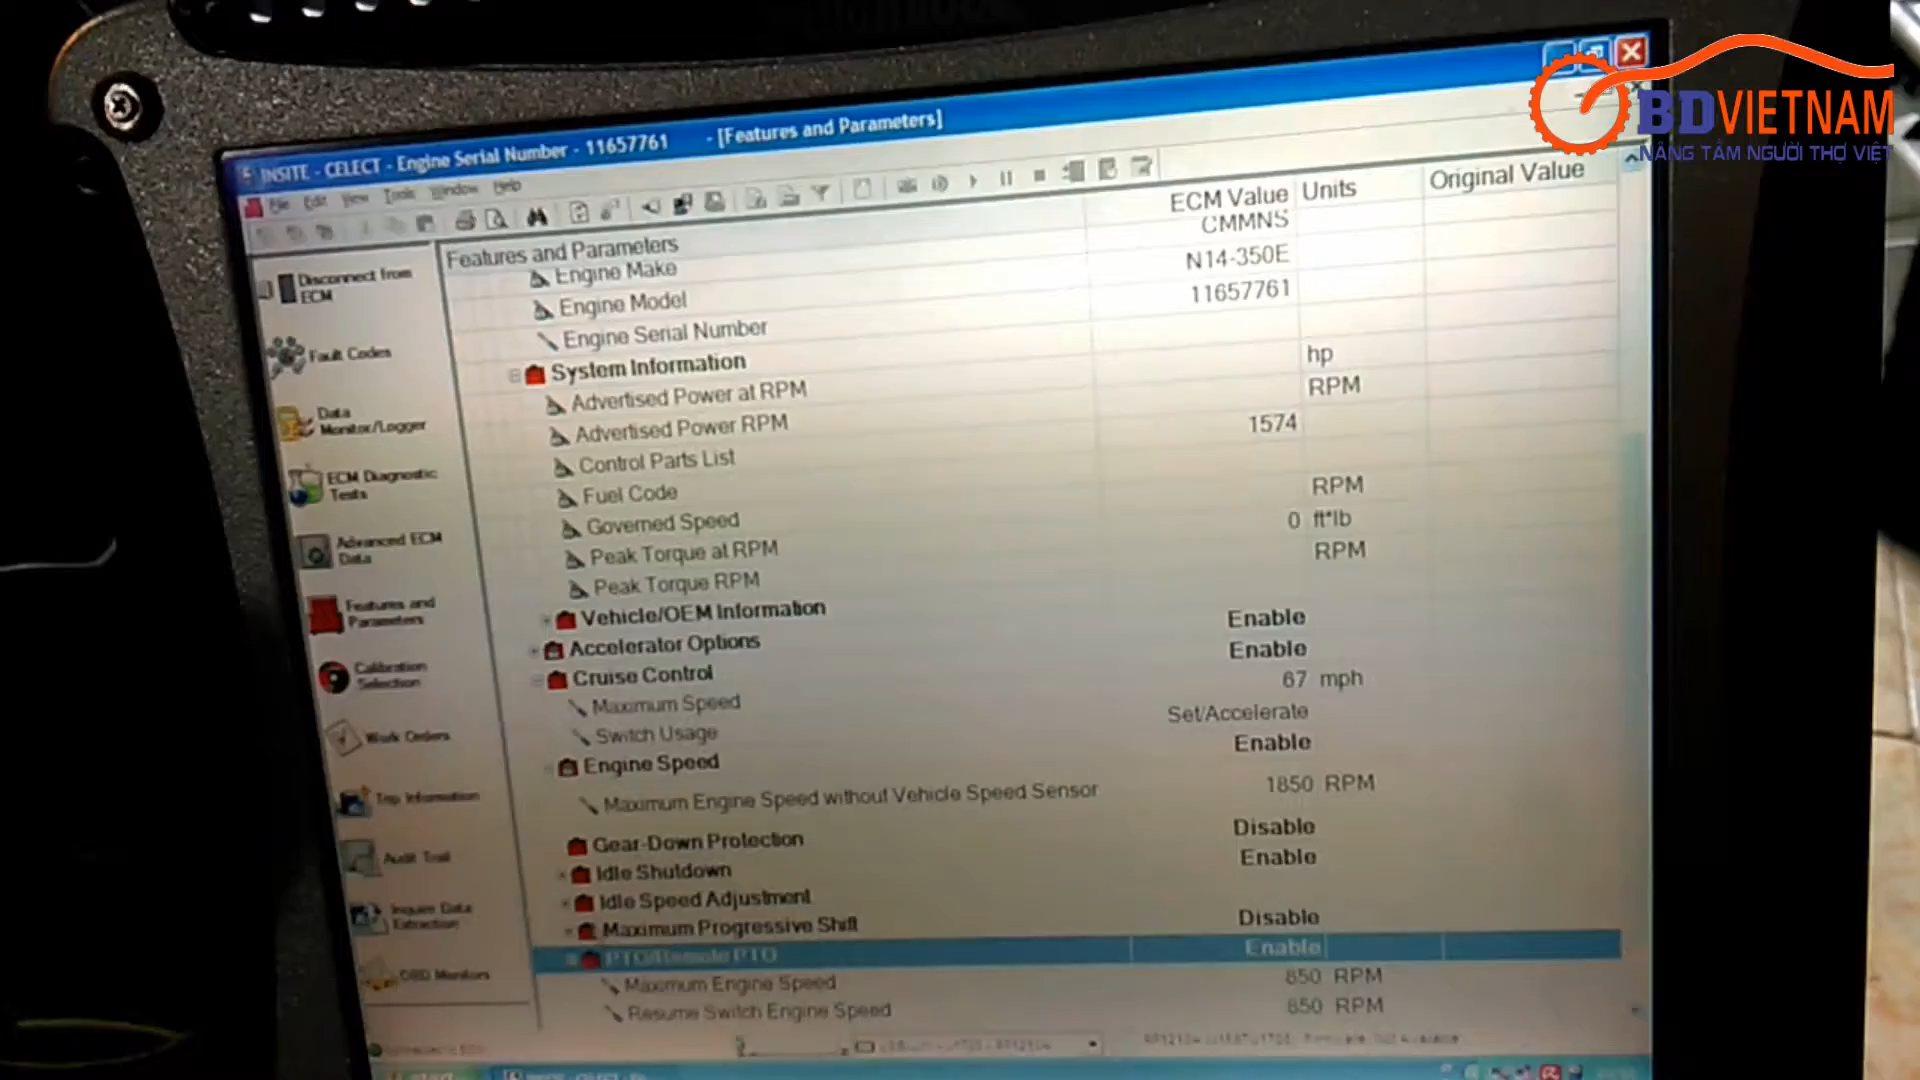 BDVIETNAM
NÂNG TẦM NGƯỜI THỢ VIỆT
INSITE - CELECT - Engine Serial Number - 11657761 - [Features and Parameters]
File Edit View Tools Window Help
Features and Parameters ECM Value Units Original Value
Engine Make CMMNS
Engine Model N14-350E
Engine Serial Number 11657761
System Information
Advertised Power at RPM hp
Advertised Power RPM RPM
Control Parts List 1574
Fuel Code
Governed Speed RPM
Peak Torque at RPM 0 ft*lb
Peak Torque RPM RPM
Vehicle/OEM Information
Accelerator Options Enable
Cruise Control Enable
Maximum Speed 67 mph
Switch Usage Set/Accelerate
Engine Speed Enable
Maximum Engine Speed without Vehicle Speed Sensor 1850 RPM
Gear-Down Protection Disable
Idle Shutdown Enable
Idle Speed Adjustment
Maximum Progressive Shift Disable
PTO/Remote PTO Enable
Maximum Engine Speed 850 RPM
Resume Switch Engine Speed 850 RPM
Disconnect from
ECM
Fault Codes
Data
Monitor/Logger
ECM Diagnostic
Tests
Advanced ECM
Data
Features and
Parameters
Calibration
Selection
Work Orders
Trip Information
Audit Trail
Inquire Data
Extraction
OBD Monitors